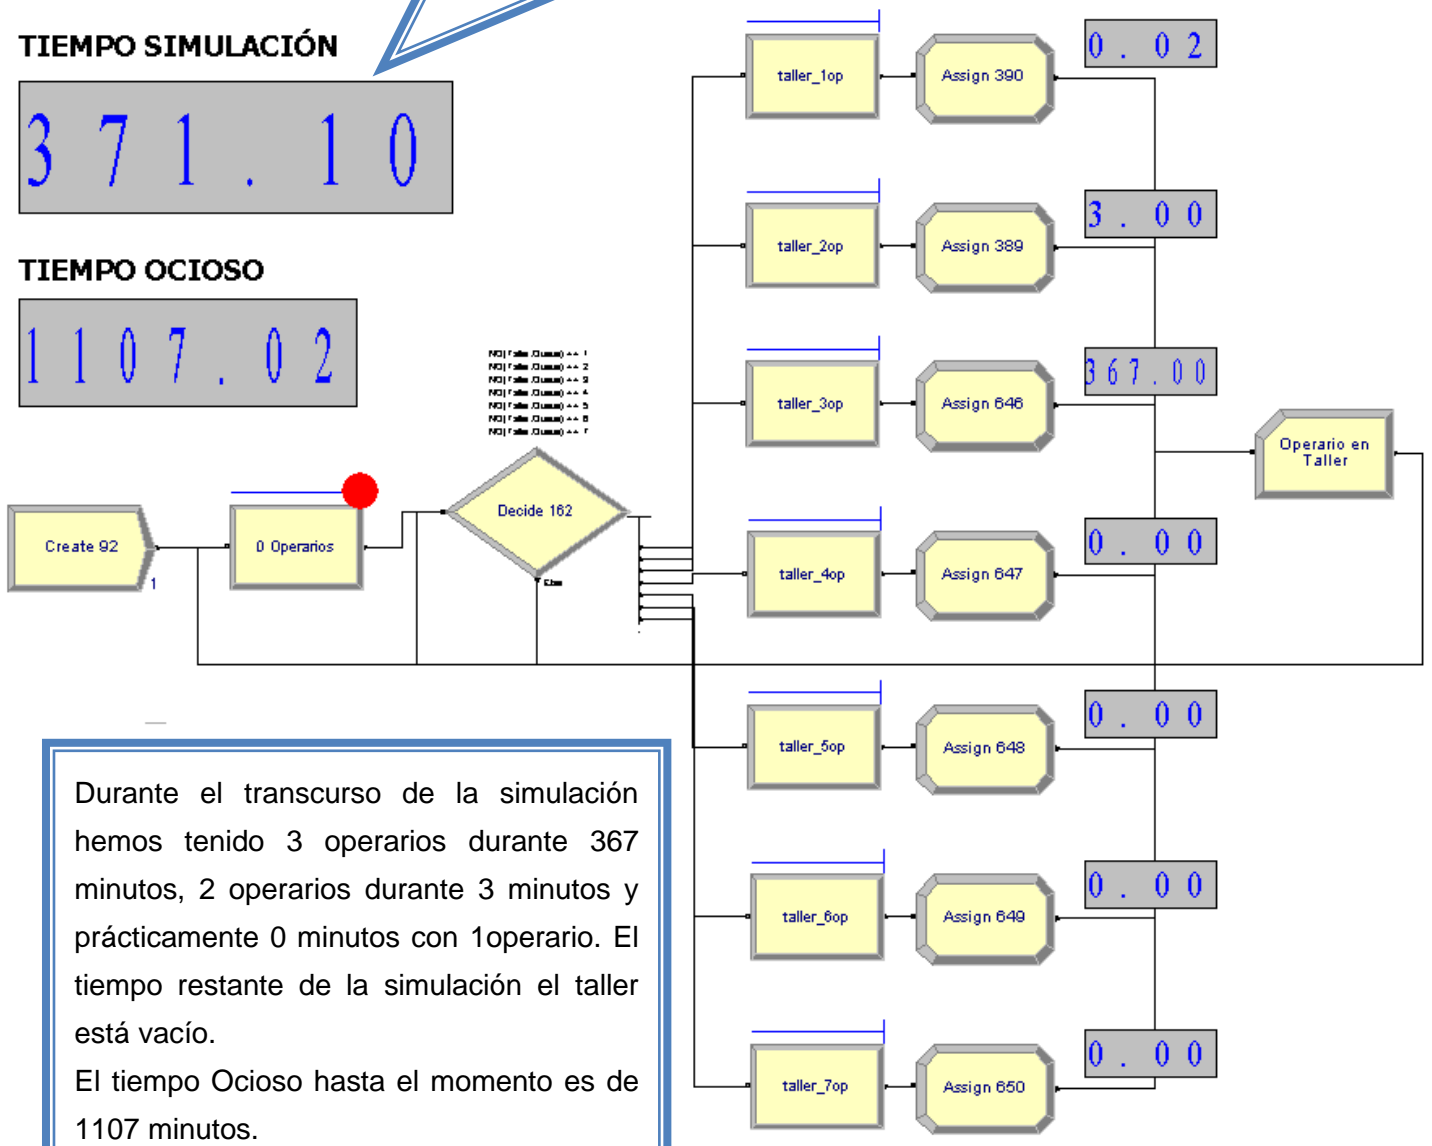 TIEMPO SIMULACIÓN
371.10
TIEMPO OCIOSO
1107.02
Create 92
1
0 Operarios
Decide 162
Else
taller_1op
Assign 390
0.02
taller_2op
Assign 389
3.00
taller_3op
Assign 646
367.00
taller_4op
Assign 647
0.00
taller_5op
Assign 648
0.00
taller_6op
Assign 649
0.00
taller_7op
Assign 650
0.00
Operario en
Taller
Durante el transcurso de la simulación
hemos tenido 3 operarios durante 367
minutos, 2 operarios durante 3 minutos y
prácticamente 0 minutos con 1operario. El
tiempo restante de la simulación el taller
está vacío.
El tiempo Ocioso hasta el momento es de
1107 minutos.